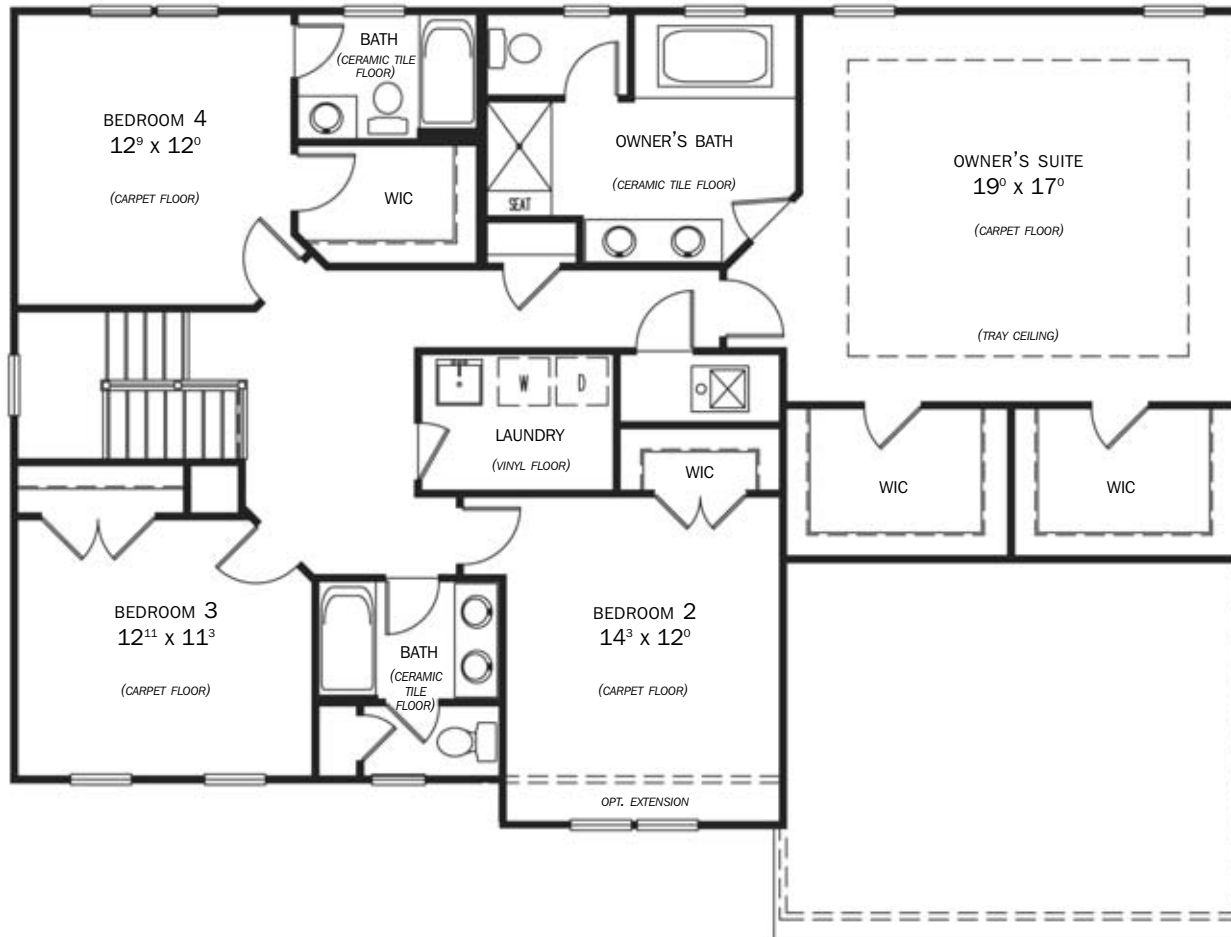 BEDROOM 4
12⁹ x 12⁰
(CARPET FLOOR)
BATH
(CERAMIC TILE
FLOOR)
WIC
OWNER'S BATH
(CERAMIC TILE FLOOR)
SEAT
OWNER'S SUITE
19⁰ x 17⁰
(CARPET FLOOR)
(TRAY CEILING)
W
D
LAUNDRY
(VINYL FLOOR)
WIC
WIC
WIC
BEDROOM 3
12¹¹ x 11³
(CARPET FLOOR)
BATH
(CERAMIC
TILE
FLOOR)
BEDROOM 2
14³ x 12⁰
(CARPET FLOOR)
OPT. EXTENSION